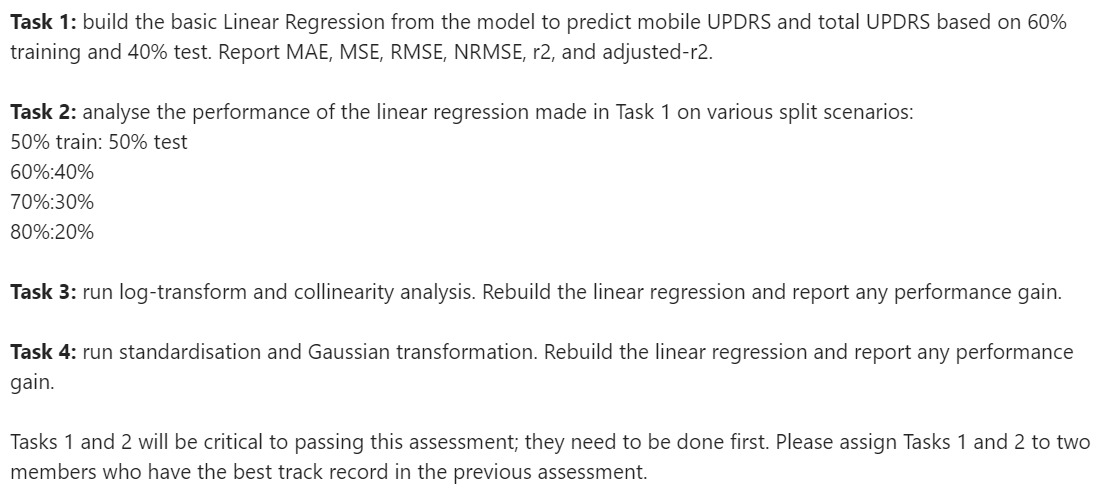 Task 1: build the basic Linear Regression from the model to predict mobile UPDRS and total UPDRS based on 60%
training and 40% test. Report MAE, MSE, RMSE, NRMSE, r2, and adjusted-r2.
Task 2: analyse the performance of the linear regression made in Task 1 on various split scenarios:
50% train: 50% test
60%:40%
70%:30%
80%:20%
Task 3: run log-transform and collinearity analysis. Rebuild the linear regression and report any performance gain.
Task 4: run standardisation and Gaussian transformation. Rebuild the linear regression and report any performance
gain.
Tasks 1 and 2 will be critical to passing this assessment; they need to be done first. Please assign Tasks 1 and 2 to two
members who have the best track record in the previous assessment.